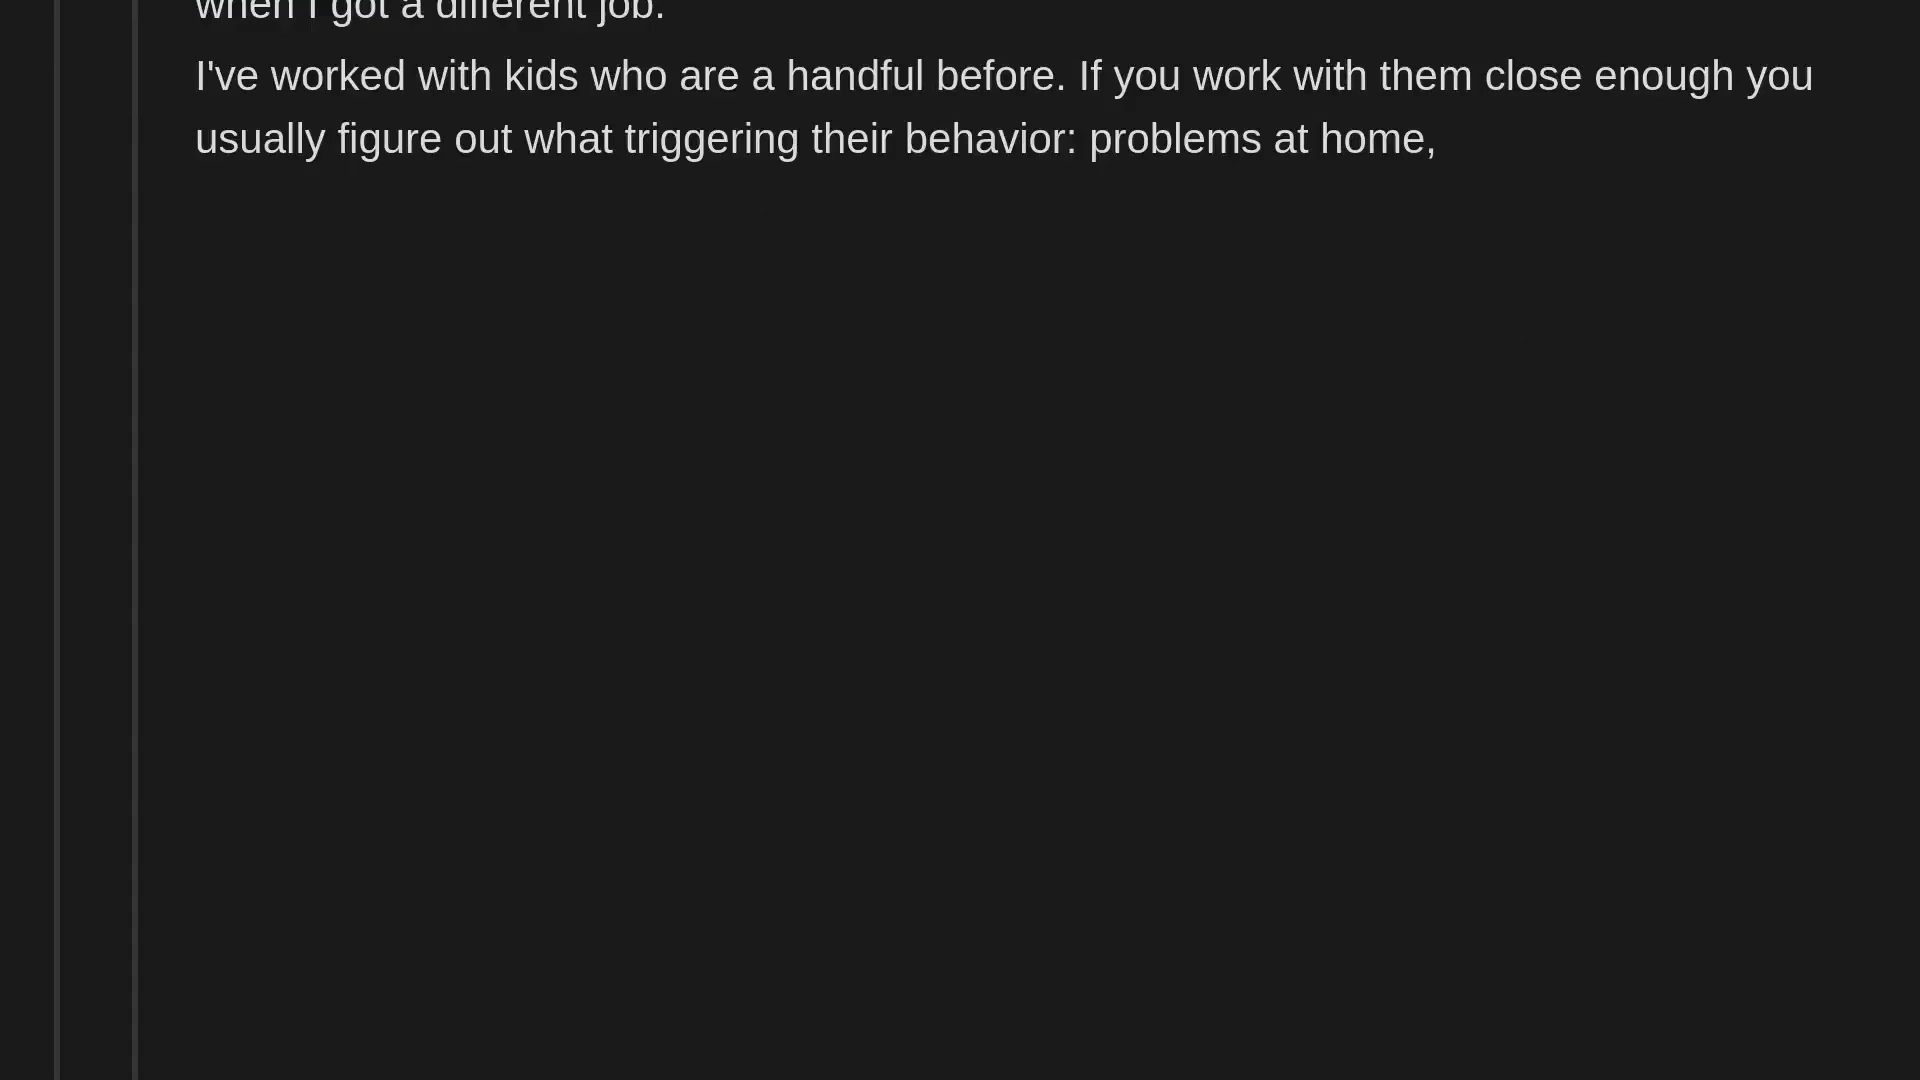 when I got a different job.
I've worked with kids who are a handful before. If you work with them close enough you
usually figure out what triggering their behavior: problems at home,